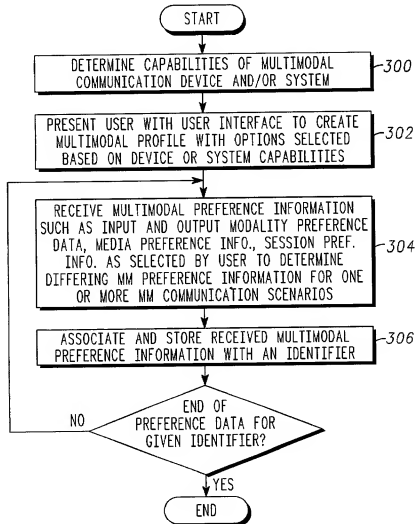 START
DETERMINE CAPABILITIES OF MULTIMODAL
COMMUNICATION DEVICE AND/OR SYSTEM
300
PRESENT USER WITH USER INTERFACE TO CREATE
MULTIMODAL PROFILE WITH OPTIONS SELECTED
BASED ON DEVICE OR SYSTEM CAPABILITIES
302
RECEIVE MULTIMODAL PREFERENCE INFORMATION
SUCH AS INPUT AND OUTPUT MODALITY PREFERENCE
DATA, MEDIA PREFERENCE INFO., SESSION PREF.
INFO. AS SELECTED BY USER TO DETERMINE
DIFFERING MM PREFERENCE INFORMATION FOR ONE
OR MORE MM COMMUNICATION SCENARIOS
304
ASSOCIATE AND STORE RECEIVED MULTIMODAL
PREFERENCE INFORMATION WITH AN IDENTIFIER
306
END OF
PREFERENCE DATA FOR
GIVEN IDENTIFIER?
NO
YES
END